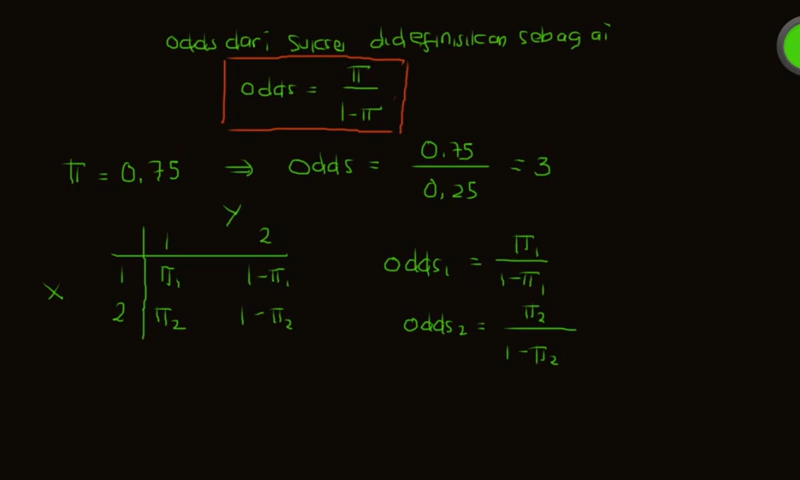 odds dari sukses didefinisikan sebagai
odds = π / 1-π
π = 0.75 ⇒ odds = 0.75 / 0,25 = 3
Y
1 2
X 1 π₁ 1-π₁
2 π₂ 1-π₂
odds₁ = π₁ / 1-π₁
odds₂ = π₂ / 1-π₂